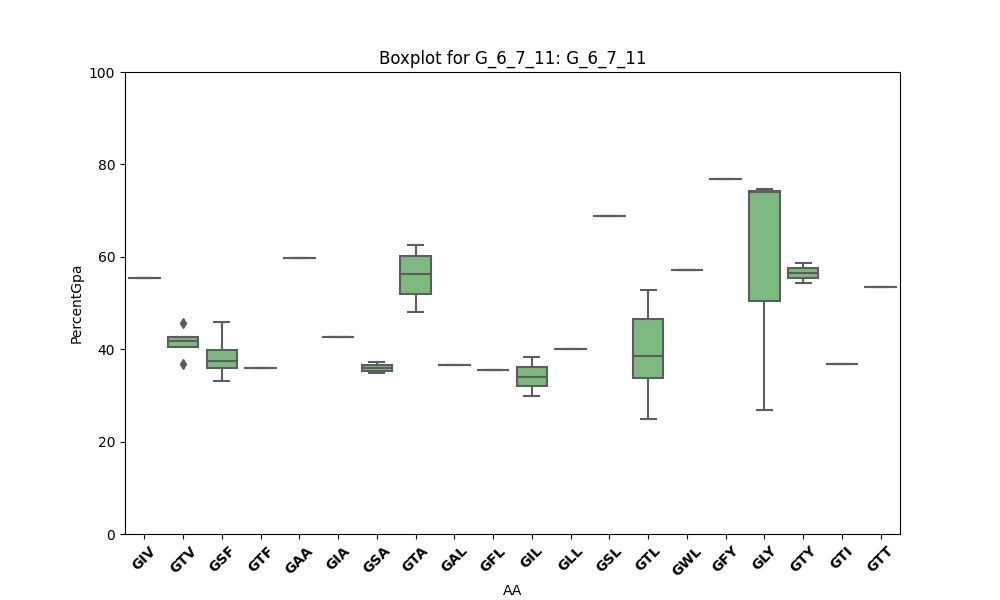 Boxplot for G_6_7_11: G_6_7_11
100
80
60
40
20
0
PercentGpa
GIV
GTV
GSF
GTF
GAA
GIA
GSA
GTA
GAL
GFL
GIL
GLL
GSL
GTL
GWL
GFY
GLY
GTY
GTI
GTT
AA